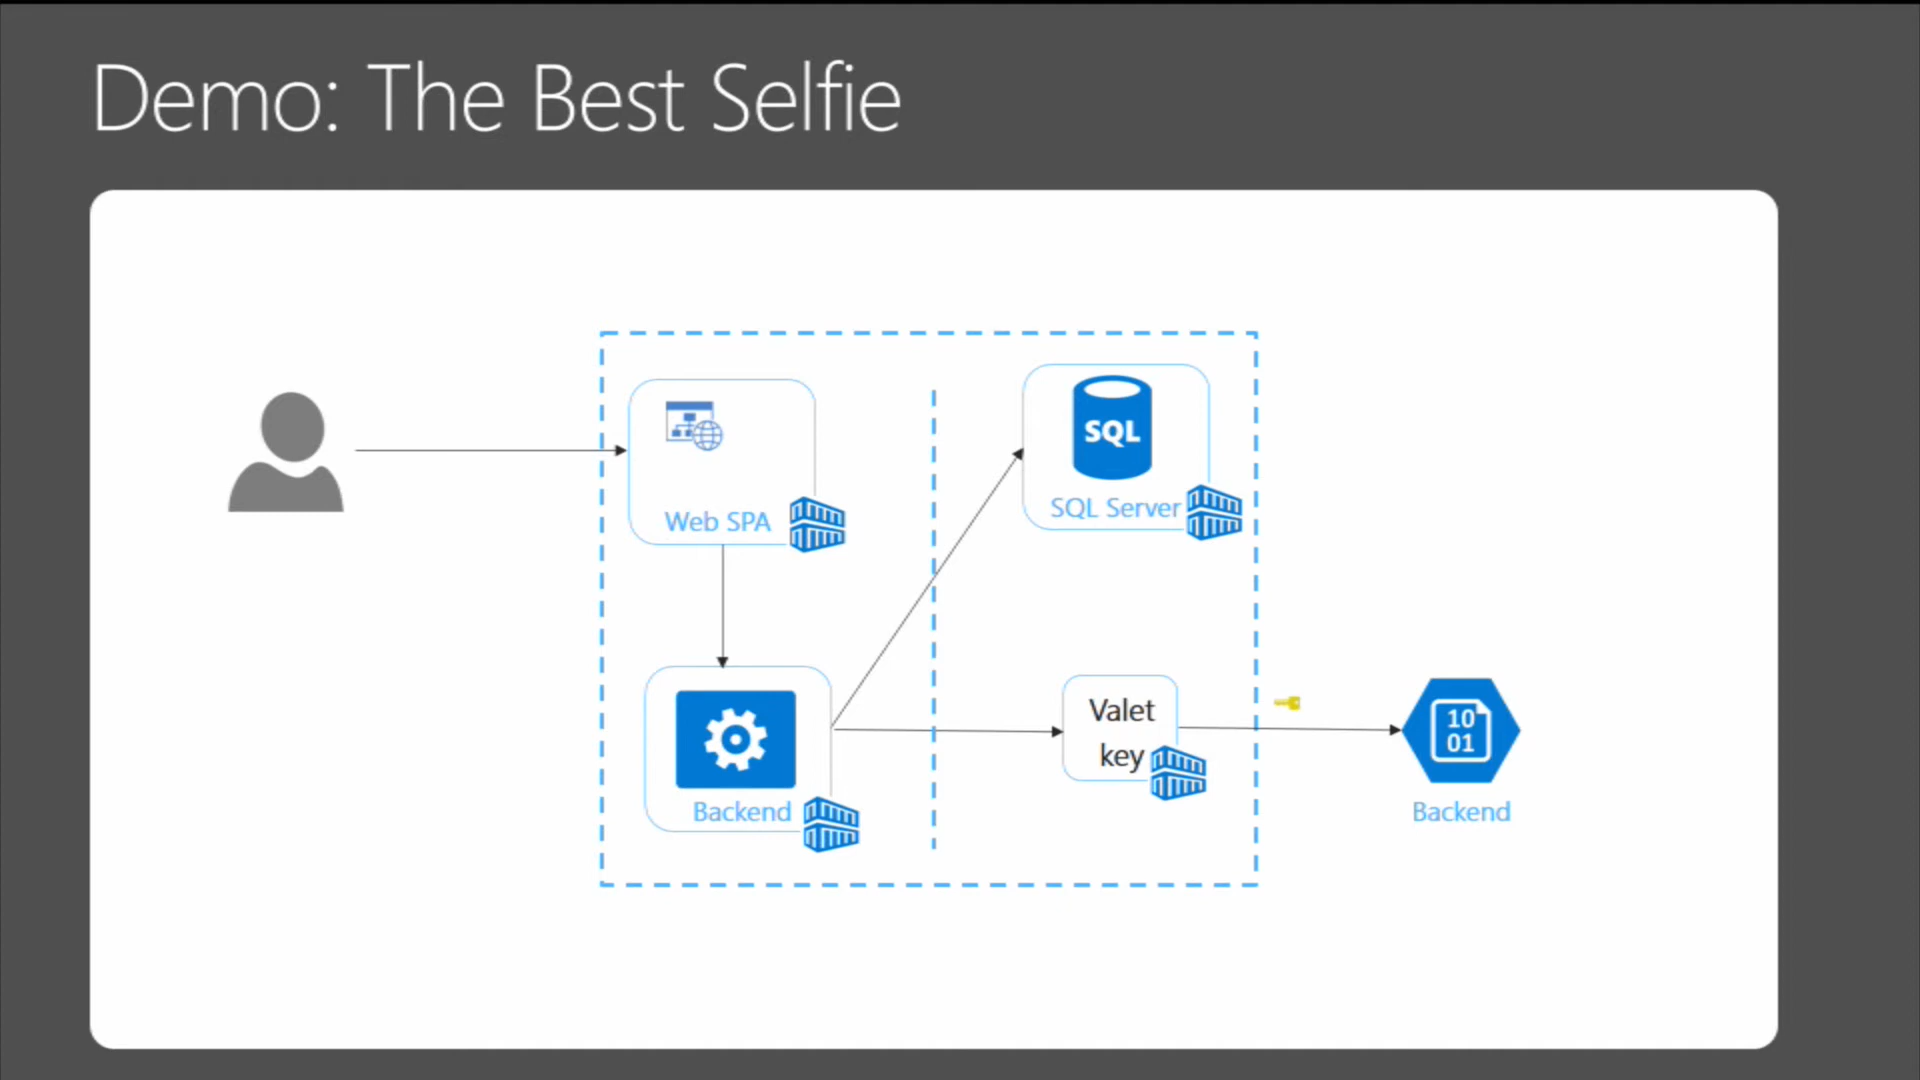 Demo: The Best Selfie
Web SPA
SQL
SQL Server
Backend
Valet
key
10
01
Backend